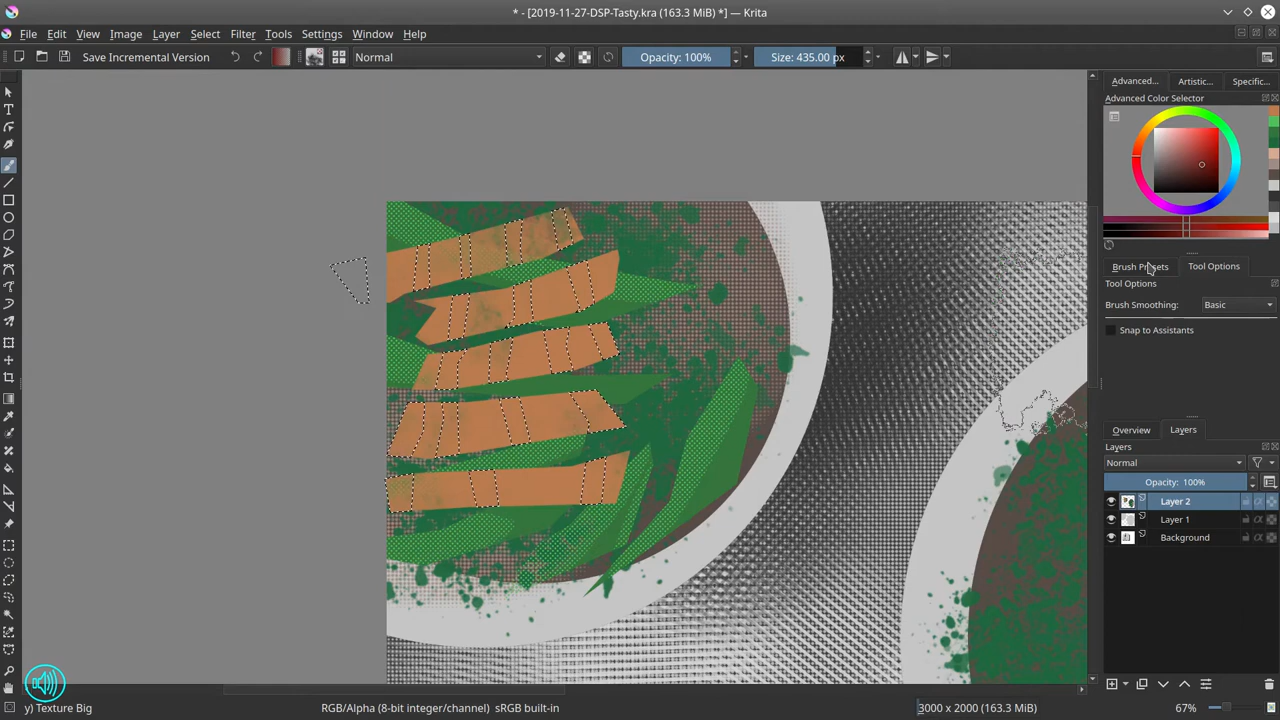 * - [2019-11-27-DSP-Tasty.kra (163.3 MiB) *] — Krita
File Edit View Image Layer Select Filter Tools Settings Window Help
Save Incremental Version Normal Opacity: 100% Size: 435.00 px
Advanced... Artistic... Specific...
Advanced Color Selector
Brush Presets Tool Options
Tool Options
Brush Smoothing: Basic
Snap to Assistants
Overview Layers
Layers
Normal
Opacity: 100%
Layer 2
Layer 1
Background
y) Texture Big RGB/Alpha (8-bit integer/channel) sRGB built-in 3000 x 2000 (163.3 MiB) 67%